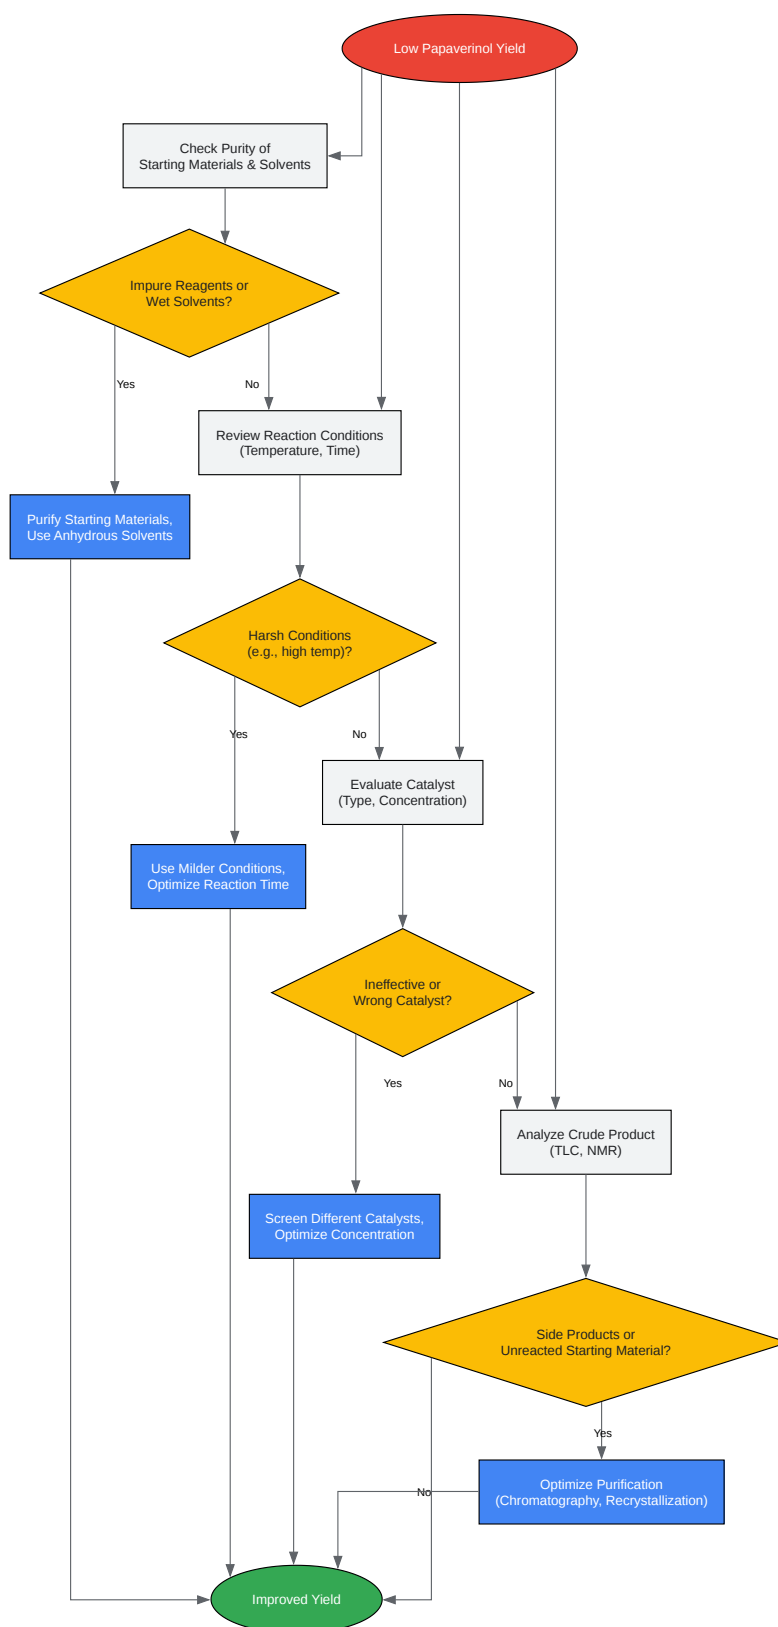 Low Papaverinol Yield
Check Purity of
Starting Materials & Solvents
Impure Reagents or
Wet Solvents?
Yes
No
Review Reaction Conditions
(Temperature, Time)
Purify Starting Materials,
Use Anhydrous Solvents
Harsh Conditions
(e.g., high temp)?
Yes
No
Evaluate Catalyst
(Type, Concentration)
Use Milder Conditions,
Optimize Reaction Time
Ineffective or
Wrong Catalyst?
Yes
No
Analyze Crude Product
(TLC, NMR)
Screen Different Catalysts,
Optimize Concentration
Side Products or
Unreacted Starting Material?
Yes
Optimize Purification
(Chromatography, Recrystallization)
No
Improved Yield